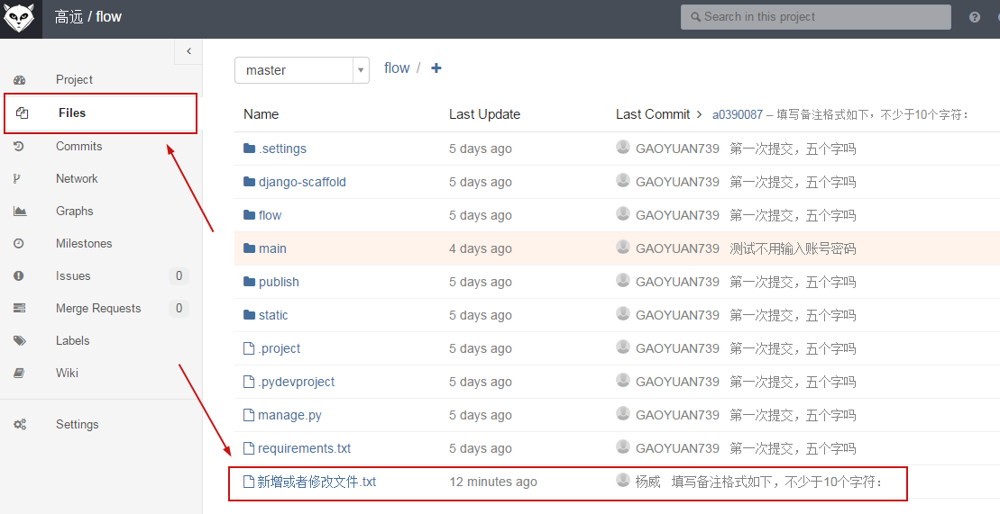 高远 / flow
Search in this project
Project
Files
Commits
Network
Graphs
Milestones
Issues 0
Merge Requests 0
Labels
Wiki
Settings
master
flow / +
Name Last Update Last Commit > a0390087 – 填写备注格式如下，不少于10个字符：
.settings 5 days ago GAOYUAN739 第一次提交，五个字吗
django-scaffold 5 days ago GAOYUAN739 第一次提交，五个字吗
flow 5 days ago GAOYUAN739 第一次提交，五个字吗
main 4 days ago GAOYUAN739 测试不用输入账号密码
publish 5 days ago GAOYUAN739 第一次提交，五个字吗
static 5 days ago GAOYUAN739 第一次提交，五个字吗
.project 5 days ago GAOYUAN739 第一次提交，五个字吗
.pydevproject 5 days ago GAOYUAN739 第一次提交，五个字吗
manage.py 5 days ago GAOYUAN739 第一次提交，五个字吗
requirements.txt 5 days ago GAOYUAN739 第一次提交，五个字吗
新增或者修改文件.txt 12 minutes ago 杨威 填写备注格式如下，不少于10个字符：